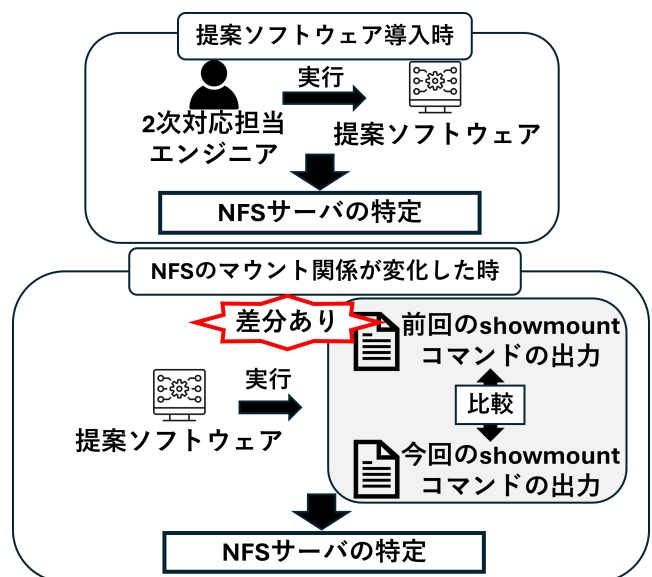 提案ソフトウェア導入時
実行
2次対応担当
エンジニア
提案ソフトウェア
NFSサーバの特定
NFSのマウント関係が変化した時
差分あり
前回のshowmount
コマンドの出力
実行
比較
提案ソフトウェア
今回のshowmount
コマンドの出力
NFSサーバの特定